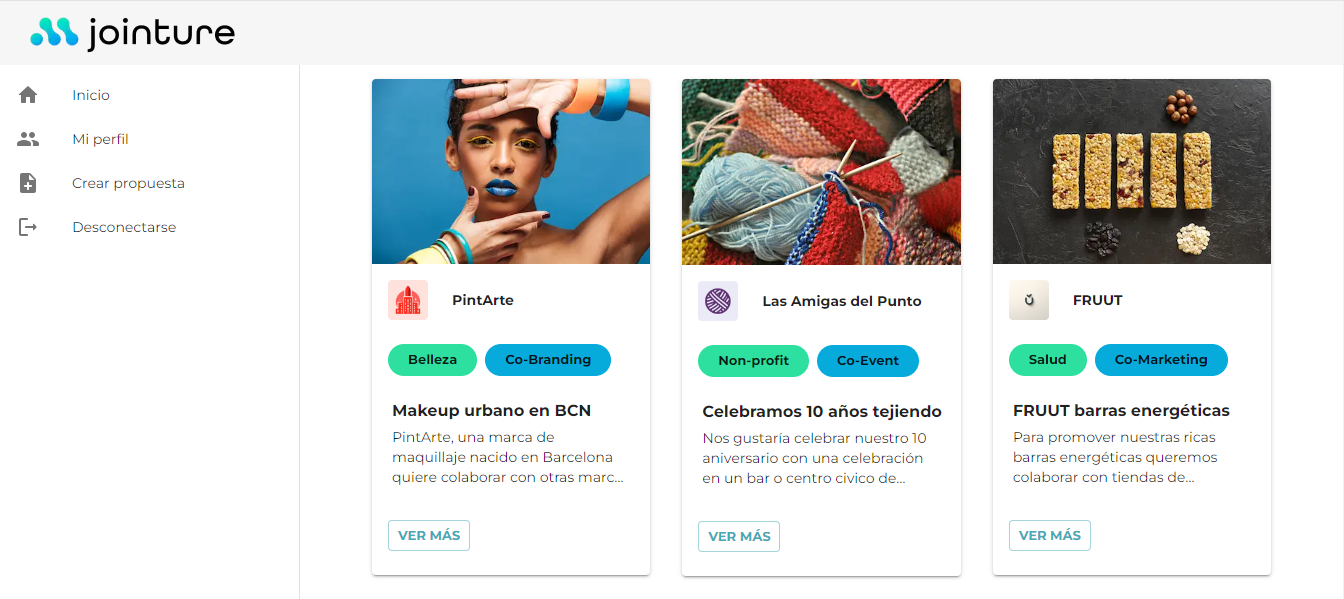 jointure
Inicio
Mi perfil
Crear propuesta
Desconectarse
PintArte
Belleza
Co-Branding
Makeup urbano en BCN
PintArte, una marca de
maquillaje nacido en Barcelona
quiere colaborar con otras marc...
VER MÁS
Las Amigas del Punto
Non-profit
Co-Event
Celebramos 10 años tejiendo
Nos gustaría celebrar nuestro 10
aniversario con una celebración
en un bar o centro civico de...
VER MÁS
ŭ
FRUUT
Salud
Co-Marketing
FRUUT barras energéticas
Para promover nuestras ricas
barras energéticas queremos
colaborar con tiendas de...
VER MÁS